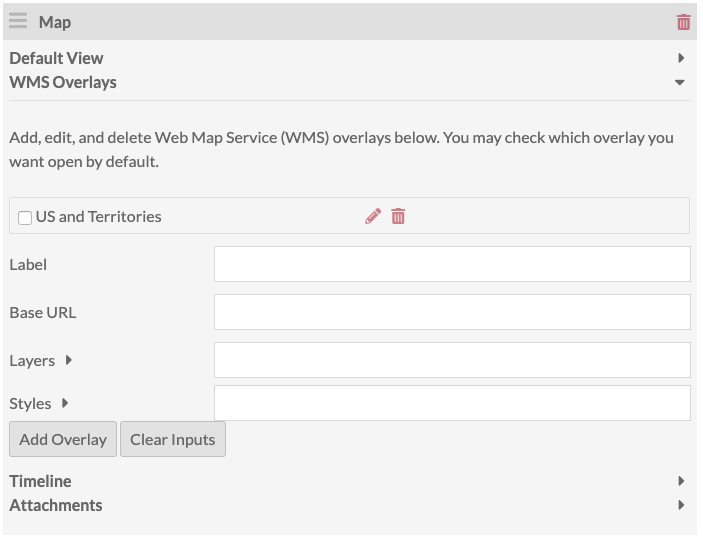 Map
Default View
WMS Overlays
Add, edit, and delete Web Map Service (WMS) overlays below. You may check which overlay you
want open by default.
US and Territories
Label
Base URL
Layers
Styles
Add Overlay Clear Inputs
Timeline
Attachments